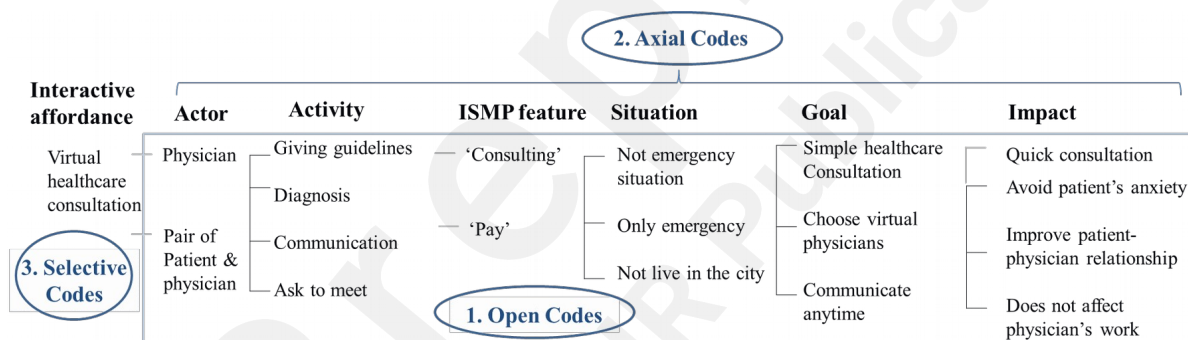 2. Axial Codes
Interactive
affordance
Actor
Activity
ISMP feature
Situation
Goal
Impact
Virtual
healthcare
consultation
3. Selective
Codes
Physician
Pair of
Patient &
physician
Giving guidelines
Diagnosis
Communication
Ask to meet
‘Consulting’
‘Pay’
1. Open Codes
Not emergency
situation
Only emergency
Not live in the city
Simple healthcare
Consultation
Choose virtual
physicians
Communicate
anytime
Quick consultation
Avoid patient’s anxiety
Improve patient-
physician relationship
Does not affect
physician’s work